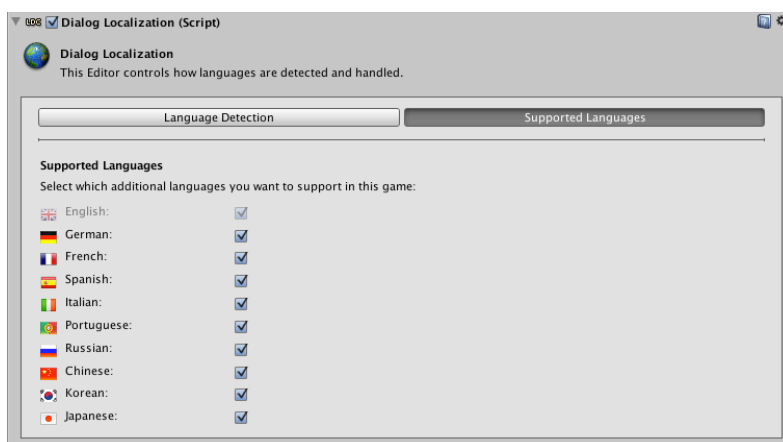 LDC Dialog Localization (Script)
Dialog Localization
This Editor controls how languages are detected and handled.
Language Detection
Supported Languages
Supported Languages
Select which additional languages you want to support in this game:
English:
German:
French:
Spanish:
Italian:
Portuguese:
Russian:
Chinese:
Korean:
Japanese: